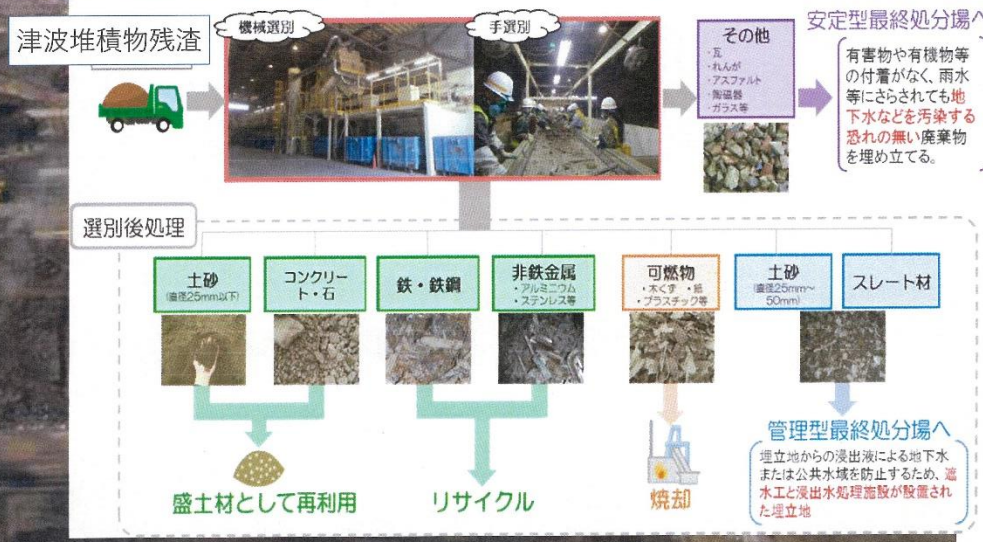 津波堆積物残渣
機械選別
手選別
その他
・瓦
・れんが
・アスファルト
・陶磁器
・ガラス等
安定型最終処分場へ
有害物や有機物等
の付着がなく、雨水
等にさらされても地
下水などを汚染する
恐れの無い廃棄物
を埋め立てる。
選別後処理
土砂
(直径25mm以下)
コンクリー
ト・石
鉄・鉄鋼
非鉄金属
・アルミニウム
・ステンレス等
可燃物
・木くず ・紙
・プラスチック等
土砂
(直径25mm～
50mm)
スレート材
盛土材として再利用
リサイクル
焼却
管理型最終処分場へ
埋立地からの浸出液による地下水
または公共水域を防止するため、遮
水工と浸出水処理施設が設置され
た埋立地